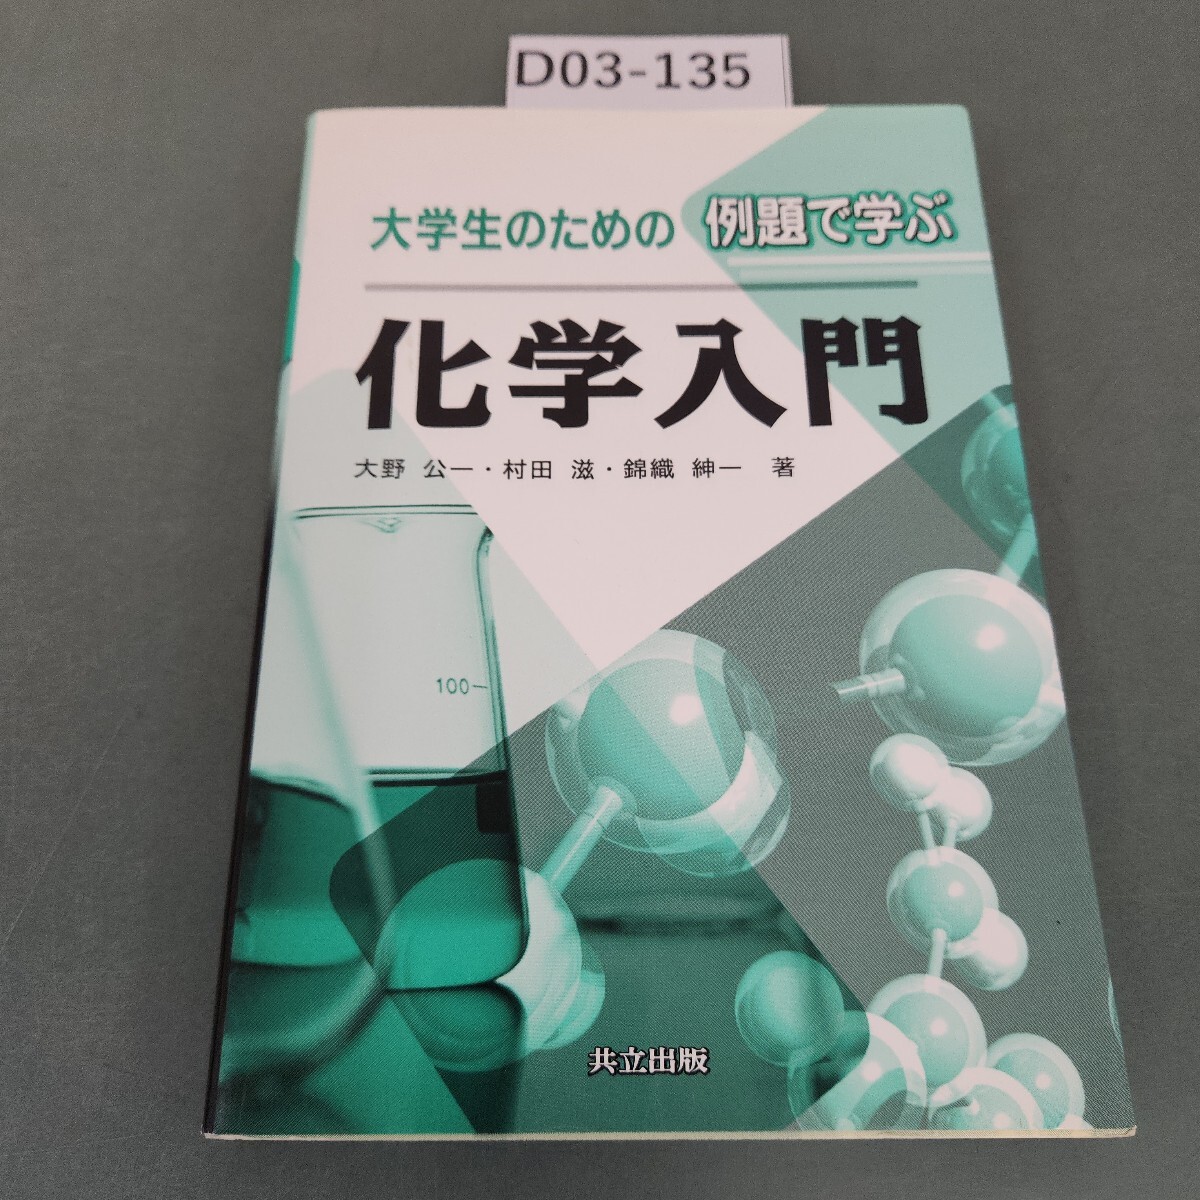 D03-135
大学生のための 例題で学ぶ
化学入門
大野 公一・村田 滋・錦織 紳一 著
100
共立出版